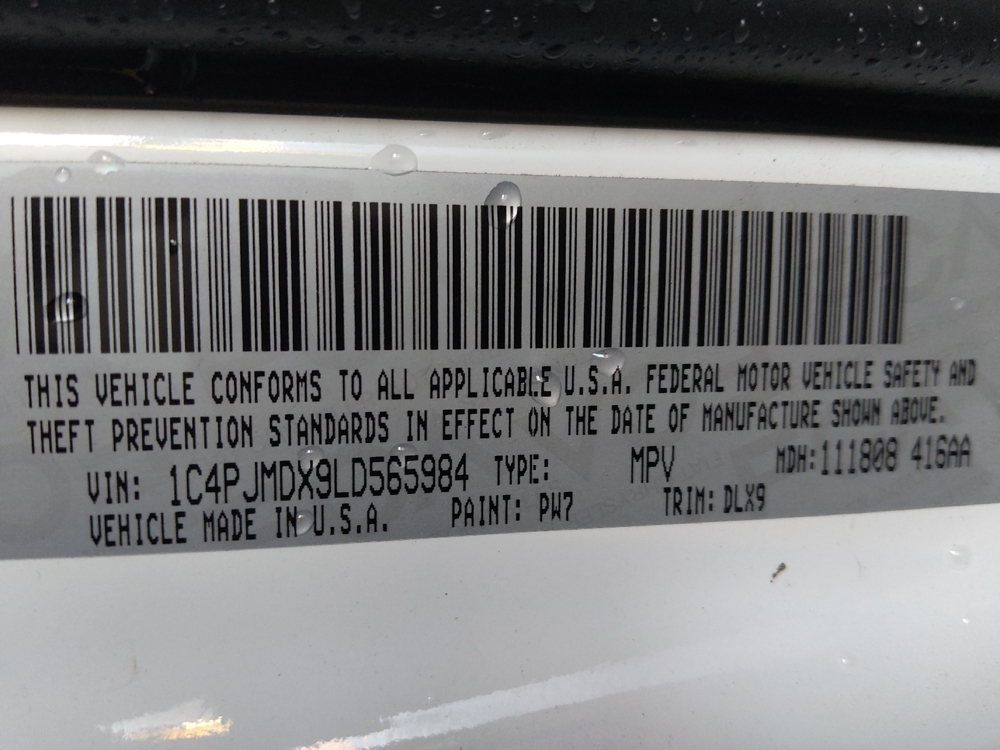 THIS VEHICLE CONFORMS TO ALL APPLICABLE U.S.A. FEDERAL MOTOR VEHICLE SAFETY AND
THEFT PREVENTION STANDARDS IN EFFECT ON THE DATE OF MANUFACTURE SHOWN ABOVE.
VIN: 1C4PJMDX9LD565984 TYPE: MPV MDH:111808 416AA
VEHICLE MADE IN U.S.A. PAINT: PW7 TRIM: DLX9